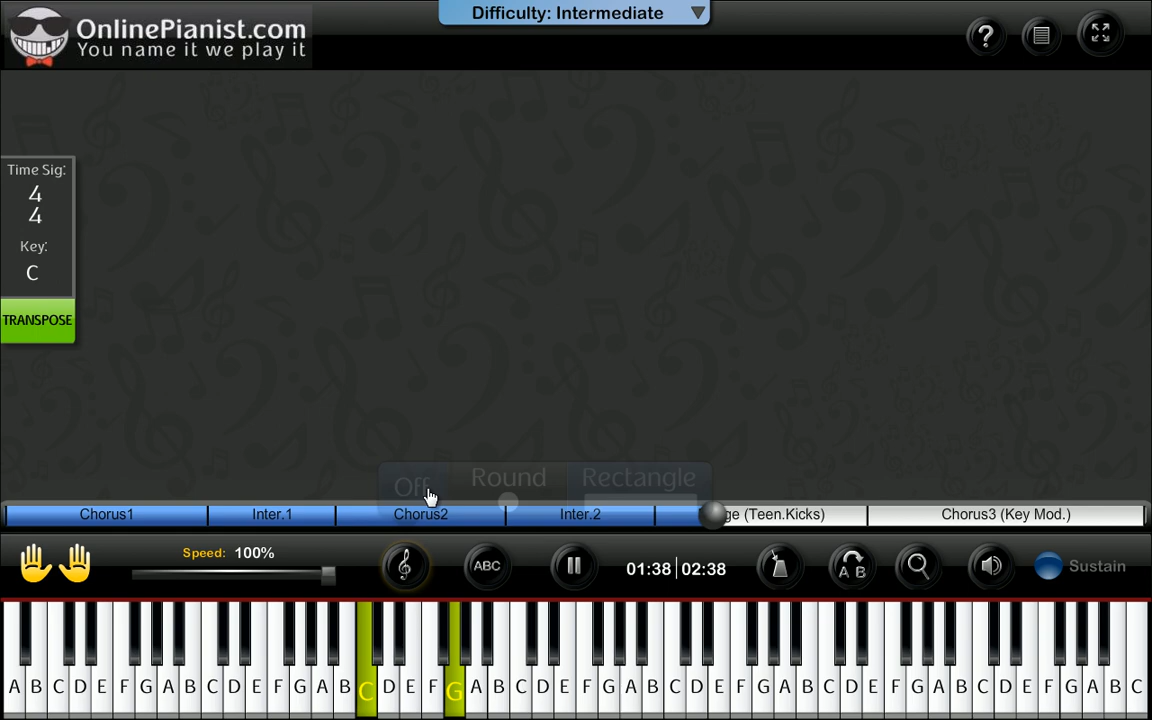 Difficulty: Intermediate
OnlinePianist.com
You name it we play it
?
Time Sig:
4
4
Key:
C
TRANSPOSE
Off
Round
Rectangle
Chorus1
Inter.1
Chorus2
Inter.2
ge (Teen.Kicks)
Chorus3 (Key Mod.)
Speed: 100%
ABC
01:38 | 02:38
A B
Sustain
A B C D E F G A B C D E F G A B C D E F G A B C D E F G A B C D E F G A B C D E F G A B C D E F G A B C